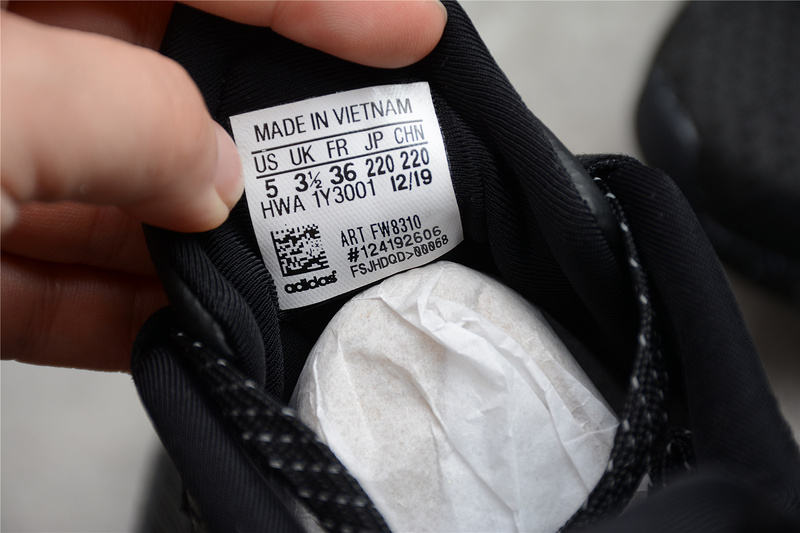 MADE IN VIETNAM
US UK FR JP CHN
5 3½ 36 220 220
HWA 1Y3001 12/19
ART FW8310
#124192606
FSJHDQD>00068
adidas